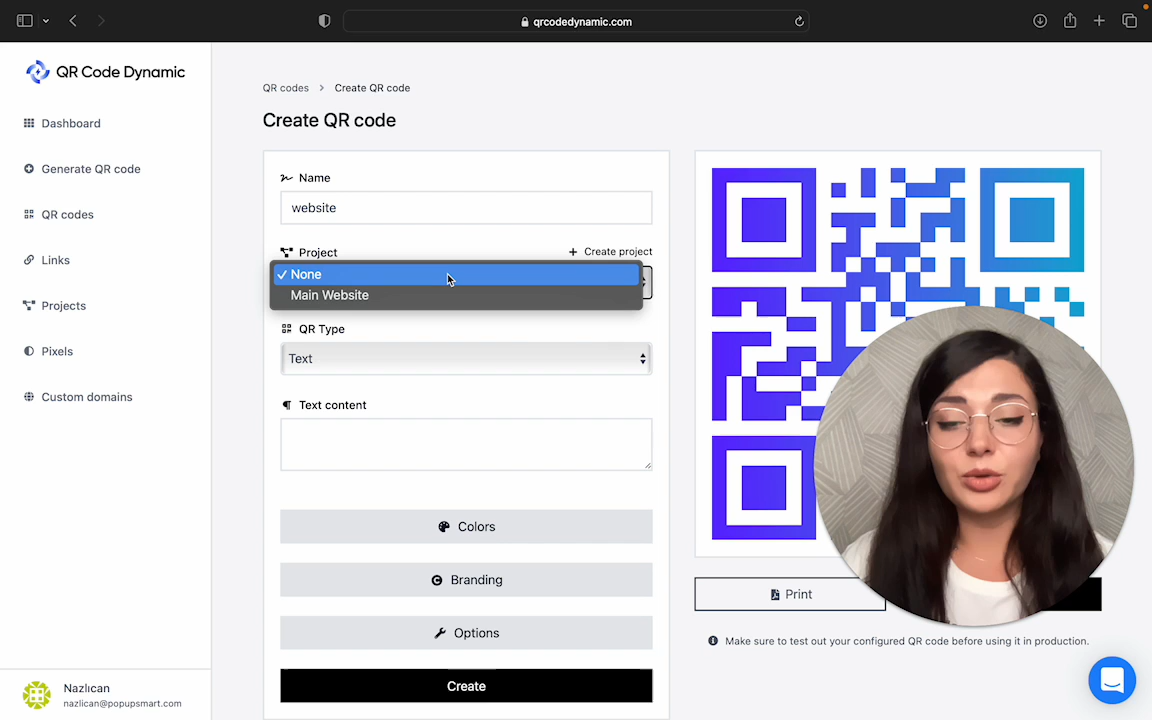 qrcodedynamic.com
QR Code Dynamic
Dashboard
Generate QR code
QR codes
Links
Projects
Pixels
Custom domains
Nazlıcan
nazlican@popupsmart.com
QR codes > Create QR code
Create QR code
Name
website
Project
+ Create project
✓ None
Main Website
QR Type
Text
Text content
Colors
Branding
Options
Create
Print
Make sure to test out your configured QR code before using it in production.